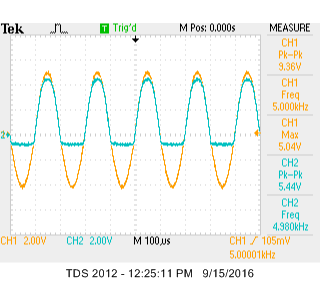 Tek T Trig'd M Pos: 0.000s MEASURE
CH1
Pk-Pk
9.36V
CH1
Freq
5.000kHz
CH1
Max
5.04V
CH2
Pk-Pk
5.44V
CH2
Freq
4.980kHz
2
CH1 2.00V CH2 2.00V M 100µs CH1 / 105mV
5.00001kHz
TDS 2012 - 12:25:11 PM 9/15/2016